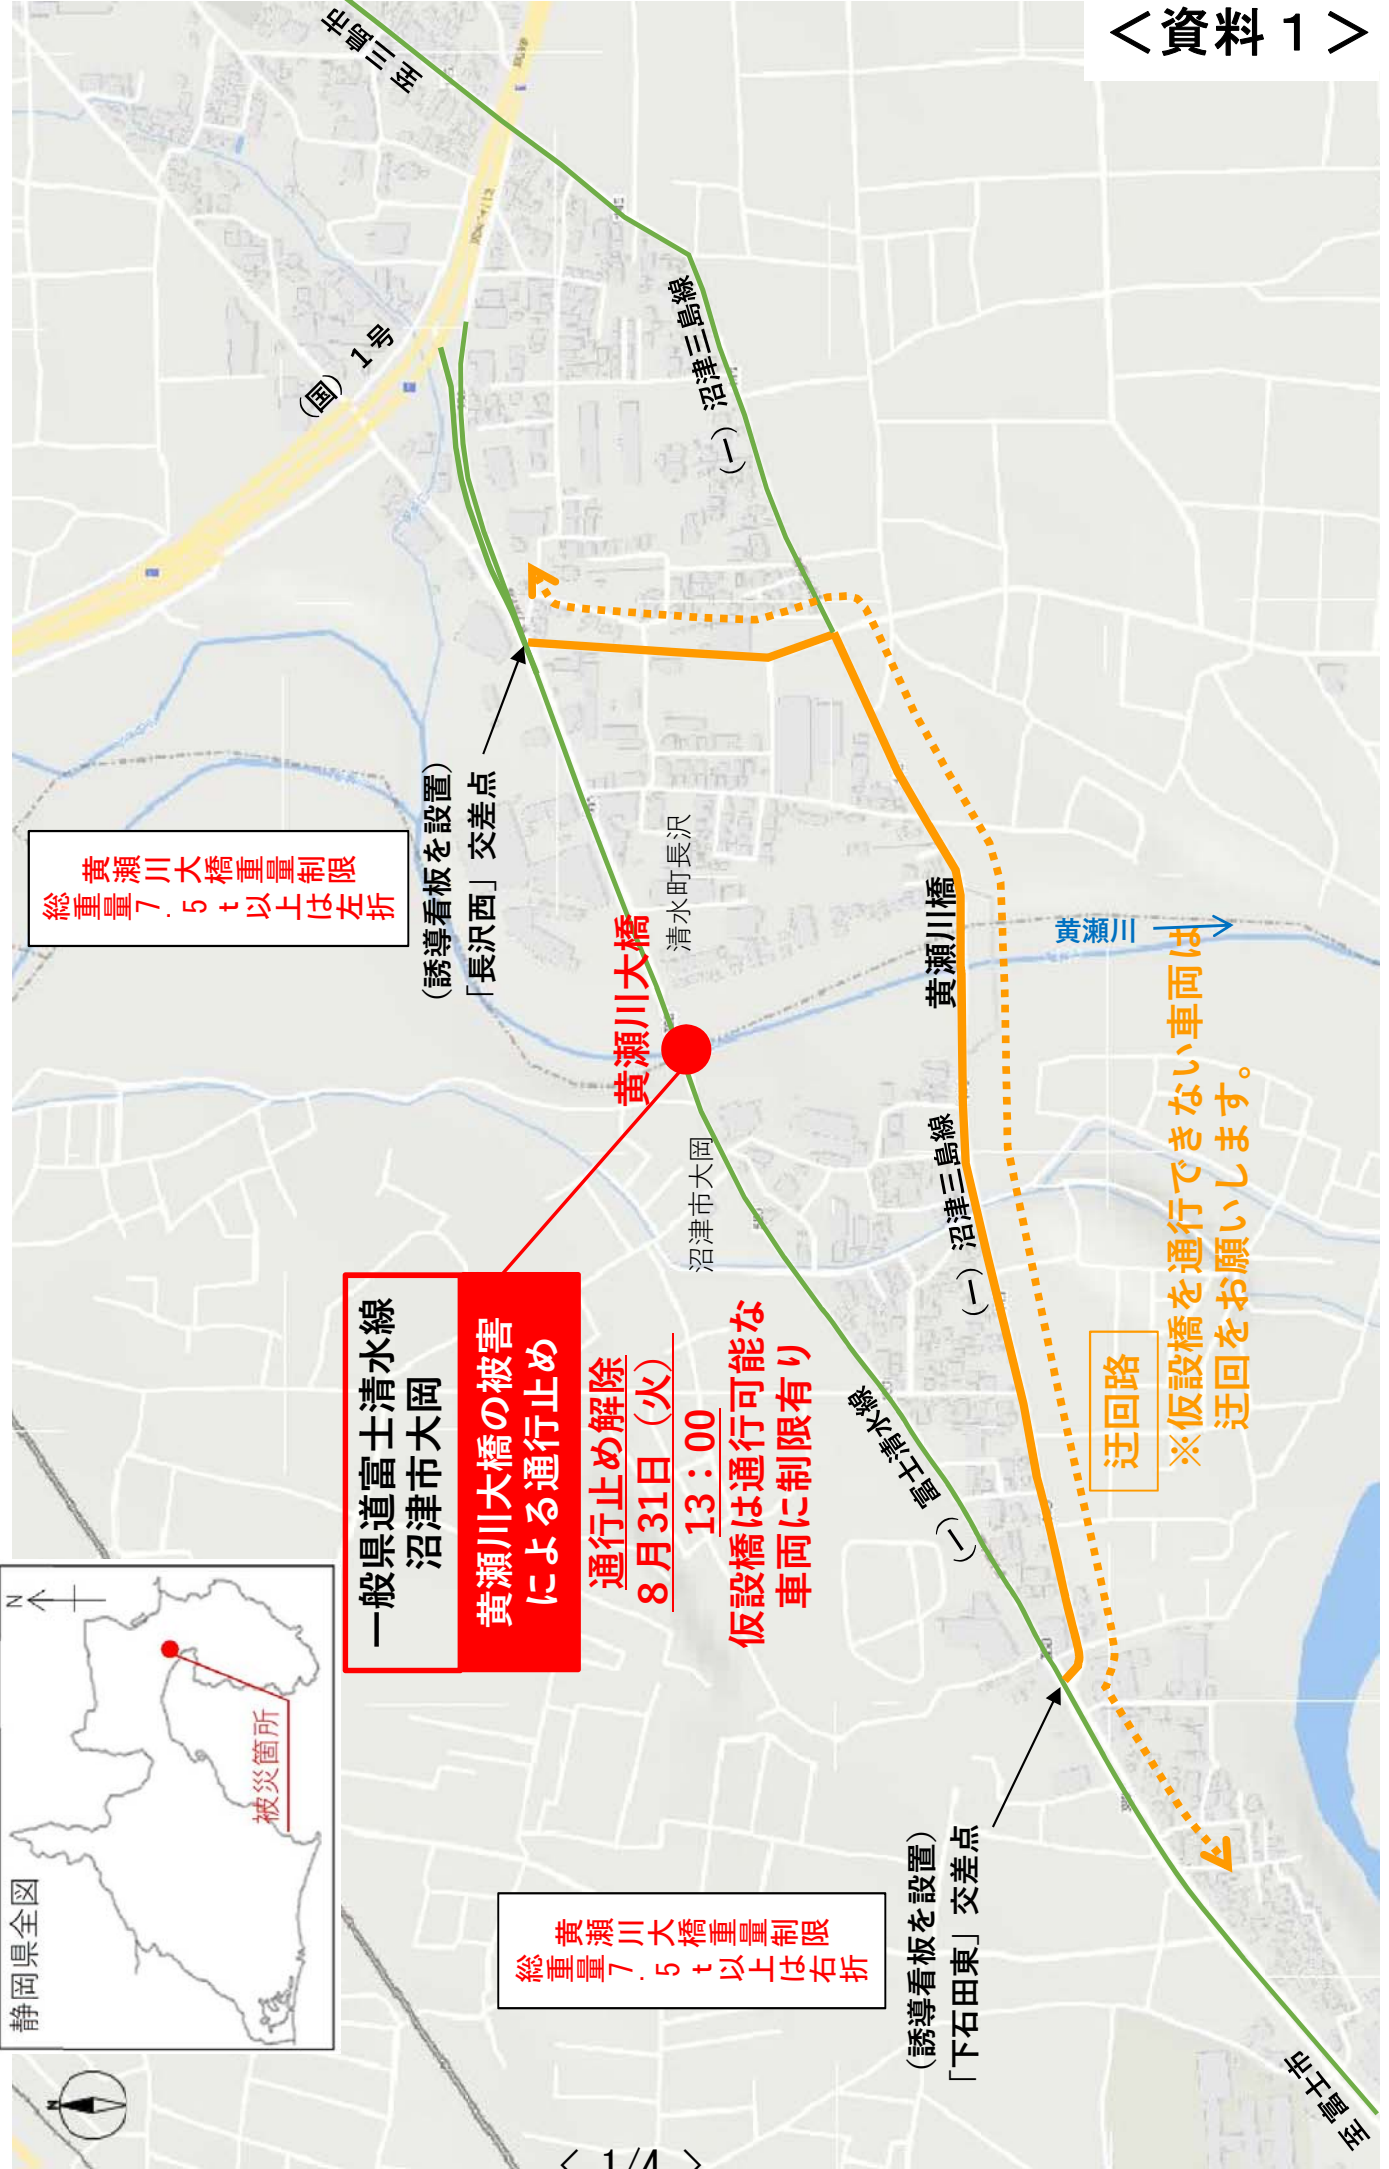 ＜資料１＞
静岡県全図
N
被災箇所
N
一般県道富士清水線
沼津市大岡
黄瀬川大橋の被害
による通行止め
通行止め解除
８月31日（火）
13：00
仮設橋は通行可能な
車両に制限有り
黄瀬川大橋重量制限
総重量７.５ｔ以上は左折
（誘導看板を設置）
「長沢西」交差点
（国）１号
至三島市
（一）沼津三島線
黄瀬川大橋
清水町長沢
沼津市大岡
黄瀬川橋
黄瀬川
（一）沼津三島線
（一）富士清水線
迂回路
※仮設橋を通行できない車両は
迂回をお願いします。
黄瀬川大橋重量制限
総重量７.５ｔ以上は右折
（誘導看板を設置）
「下石田東」交差点
至富士市
＜ 1/4 ＞